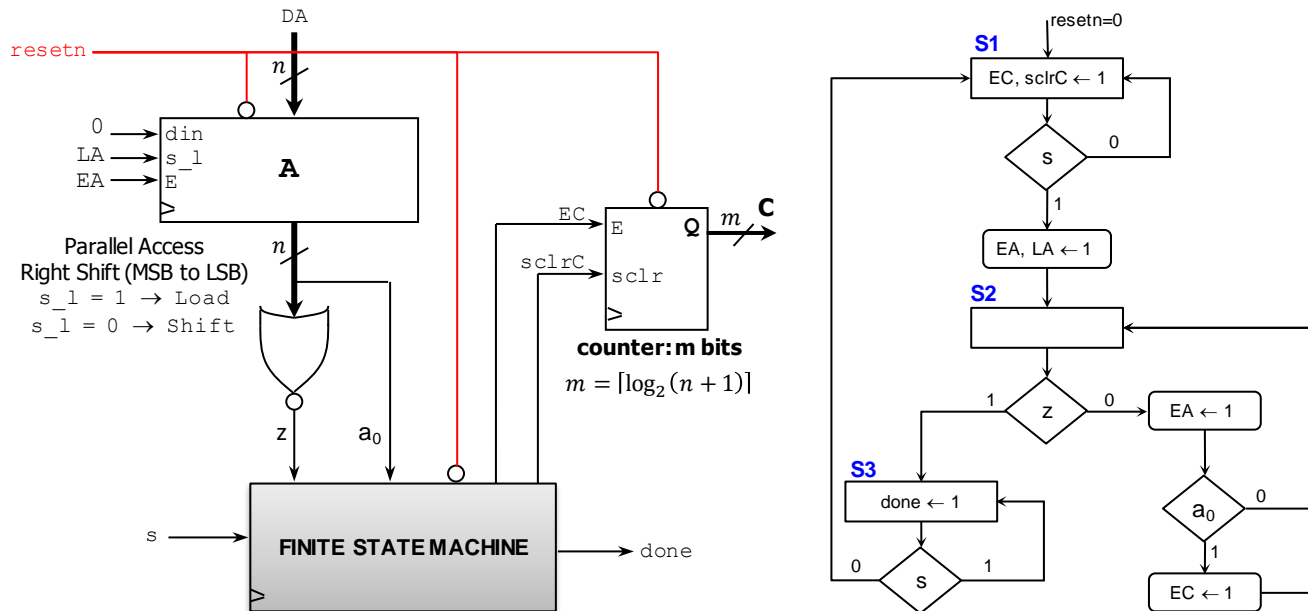 DA
resetn
n
0
din
LA
s_l
EA
E
A
n
Parallel Access
Right Shift (MSB to LSB)
s_l = 1 → Load
s_l = 0 → Shift
z
a₀
EC
E
sclrC
sclr
Q
m
C
counter: m bits
m = ⌈log₂(n + 1)⌉
s
FINITE STATE MACHINE
done
resetn=0
S1
EC, sclrC ← 1
s
0
1
EA, LA ← 1
S2
z
1
0
EA ← 1
S3
done ← 1
a₀
0
1
s
0
1
EC ← 1